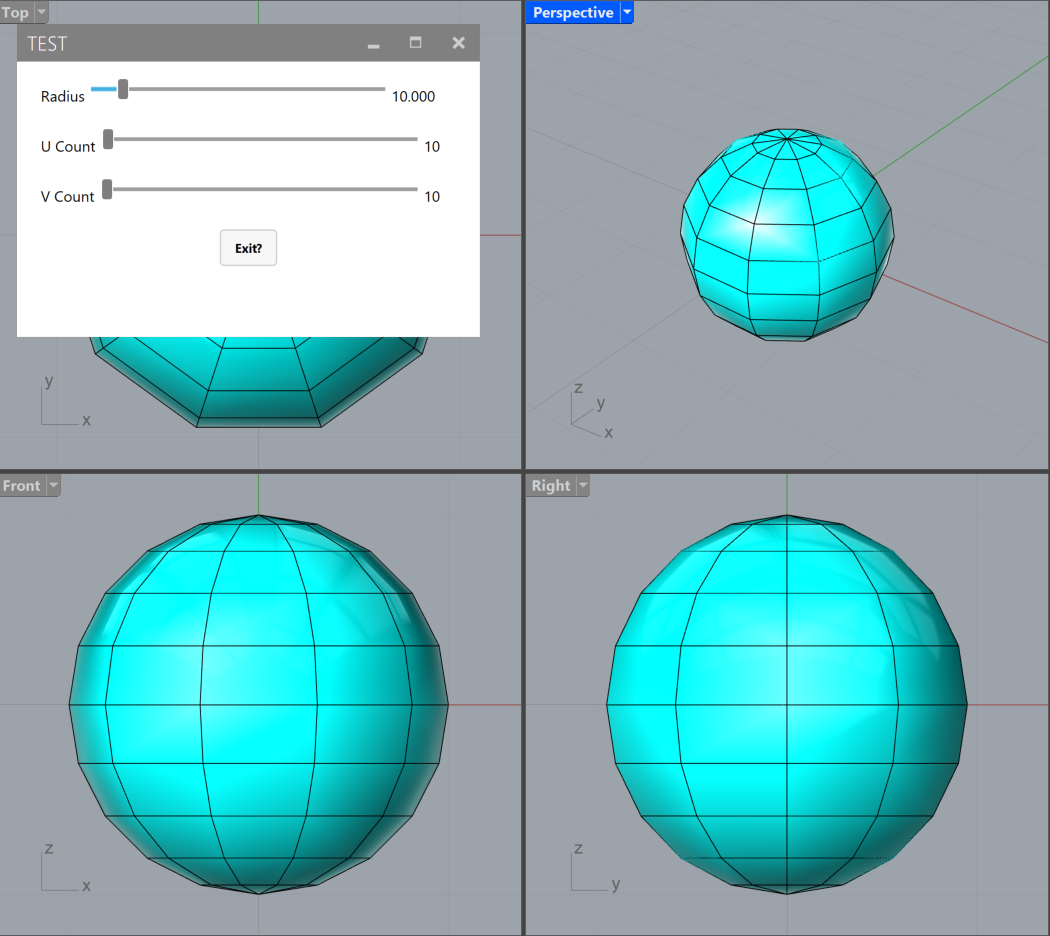 Top
Perspective
TEST
Radius 10.000
U Count 10
V Count 10
Exit?
y
x
z
y
x
Front
Right
z
x
z
y